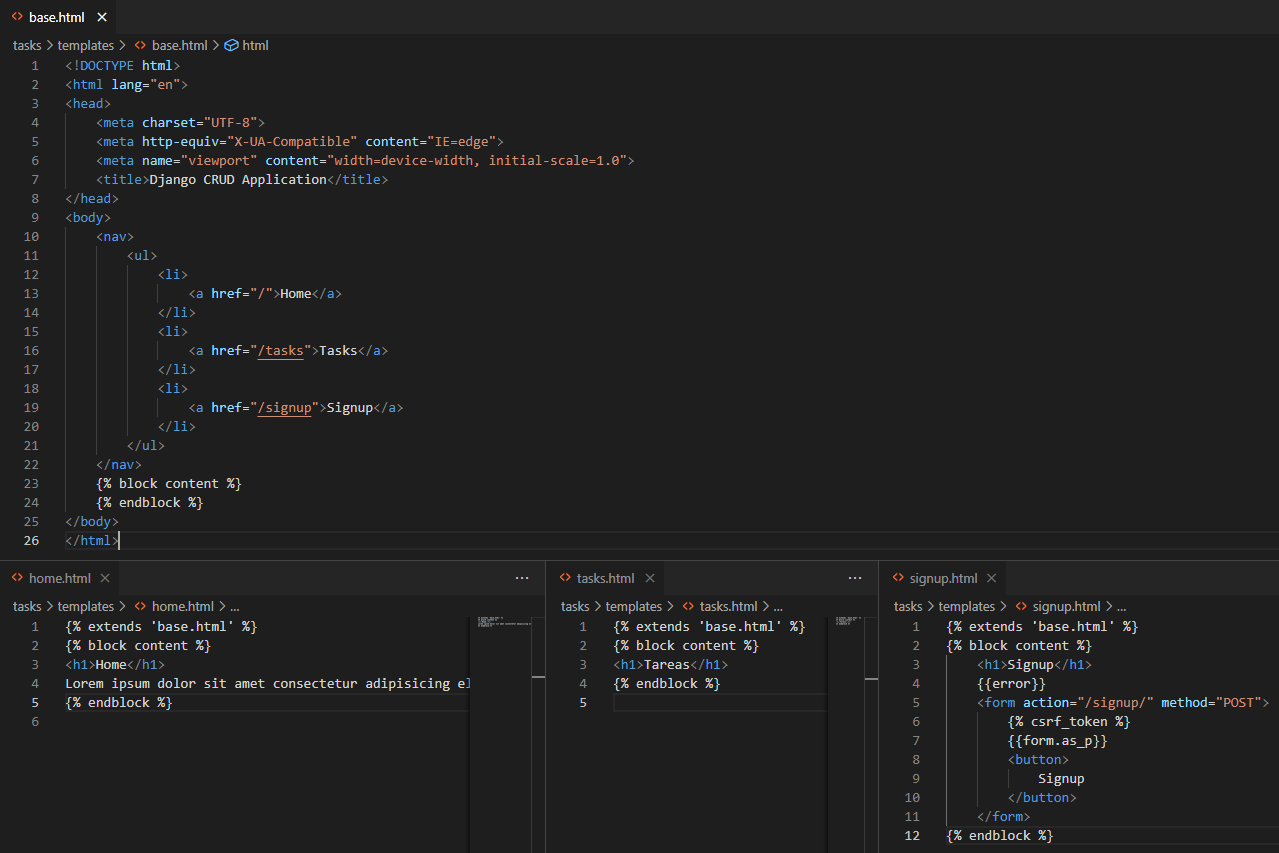 base.html
tasks > templates > base.html > html
1 <!DOCTYPE html>
2 <html lang="en">
3 <head>
4     <meta charset="UTF-8">
5     <meta http-equiv="X-UA-Compatible" content="IE=edge">
6     <meta name="viewport" content="width=device-width, initial-scale=1.0">
7     <title>Django CRUD Application</title>
8 </head>
9 <body>
10     <nav>
11         <ul>
12             <li>
13                 <a href="/">Home</a>
14             </li>
15             <li>
16                 <a href="/tasks">Tasks</a>
17             </li>
18             <li>
19                 <a href="/signup">Signup</a>
20             </li>
21         </ul>
22     </nav>
23     {% block content %}
24     {% endblock %}
25 </body>
26 </html>
home.html
tasks > templates > home.html > ...
1 {% extends 'base.html' %}
2 {% block content %}
3 <h1>Home</h1>
4 Lorem ipsum dolor sit amet consectetur adipisicing el
5 {% endblock %}
6
tasks.html
tasks > templates > tasks.html > ...
1 {% extends 'base.html' %}
2 {% block content %}
3 <h1>Tareas</h1>
4 {% endblock %}
5
signup.html
tasks > templates > signup.html > ...
1 {% extends 'base.html' %}
2 {% block content %}
3     <h1>Signup</h1>
4     {{error}}
5     <form action="/signup/" method="POST">
6         {% csrf_token %}
7         {{form.as_p}}
8         <button>
9             Signup
10         </button>
11     </form>
12 {% endblock %}